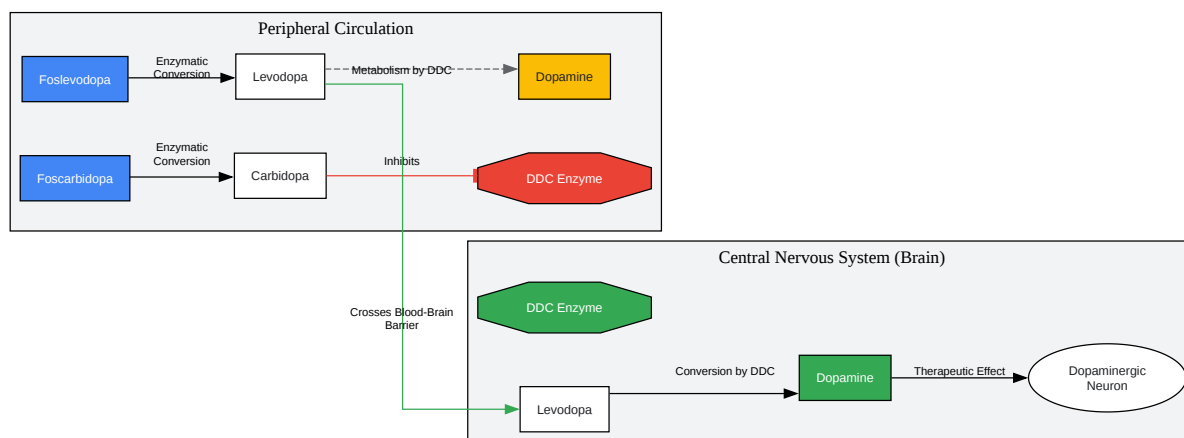 Peripheral Circulation
Foslevodopa
Enzymatic
Conversion
Levodopa
Metabolism by DDC
Dopamine
Foscarbidopa
Enzymatic
Conversion
Carbidopa
Inhibits
DDC Enzyme
Central Nervous System (Brain)
DDC Enzyme
Crosses Blood-Brain
Barrier
Levodopa
Conversion by DDC
Dopamine
Therapeutic Effect
Dopaminergic
Neuron